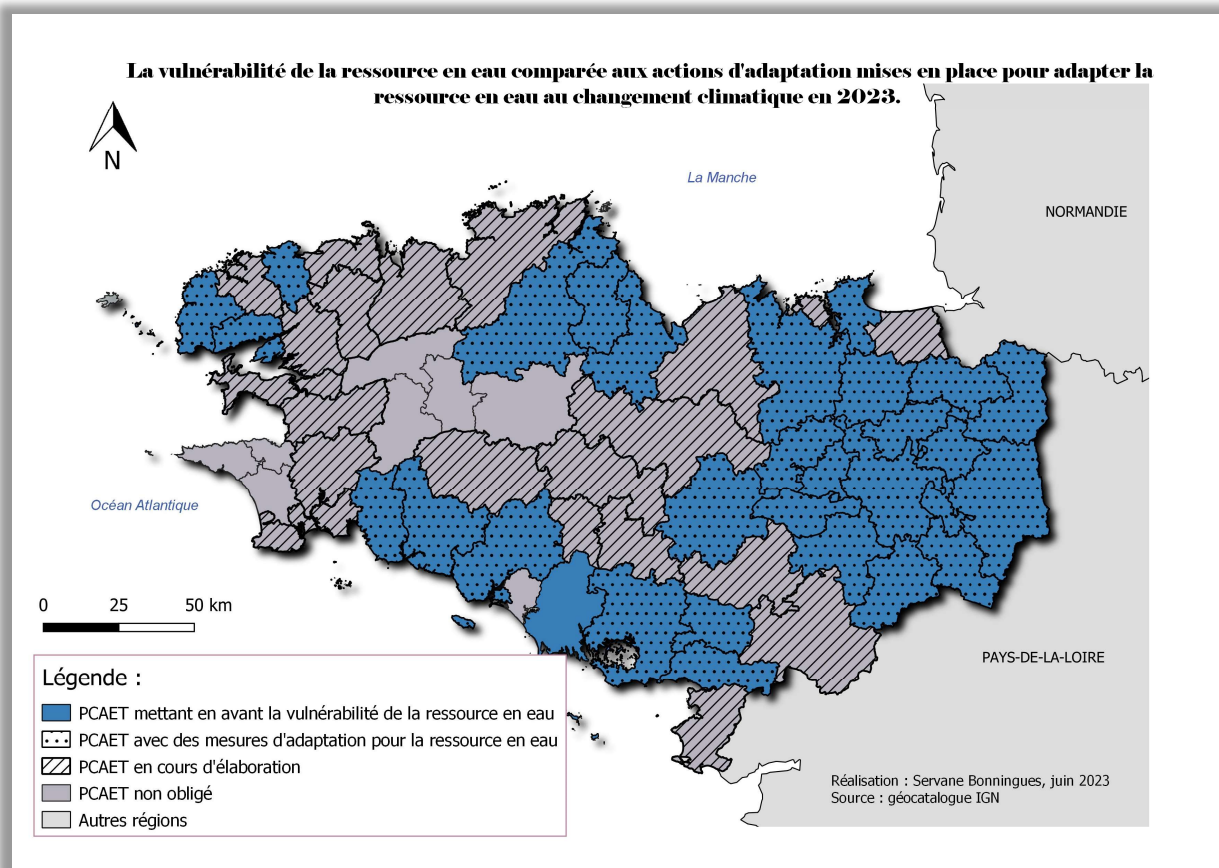 La vulnérabilité de la ressource en eau comparée aux actions d'adaptation mises en place pour adapter la
ressource en eau au changement climatique en 2023.
N
La Manche
NORMANDIE
Océan Atlantique
0 25 50 km
PAYS-DE-LA-LOIRE
Légende :
PCAET mettant en avant la vulnérabilité de la ressource en eau
PCAET avec des mesures d'adaptation pour la ressource en eau
PCAET en cours d'élaboration
PCAET non obligé
Autres régions
Réalisation : Servane Bonningues, juin 2023
Source : géocatalogue IGN